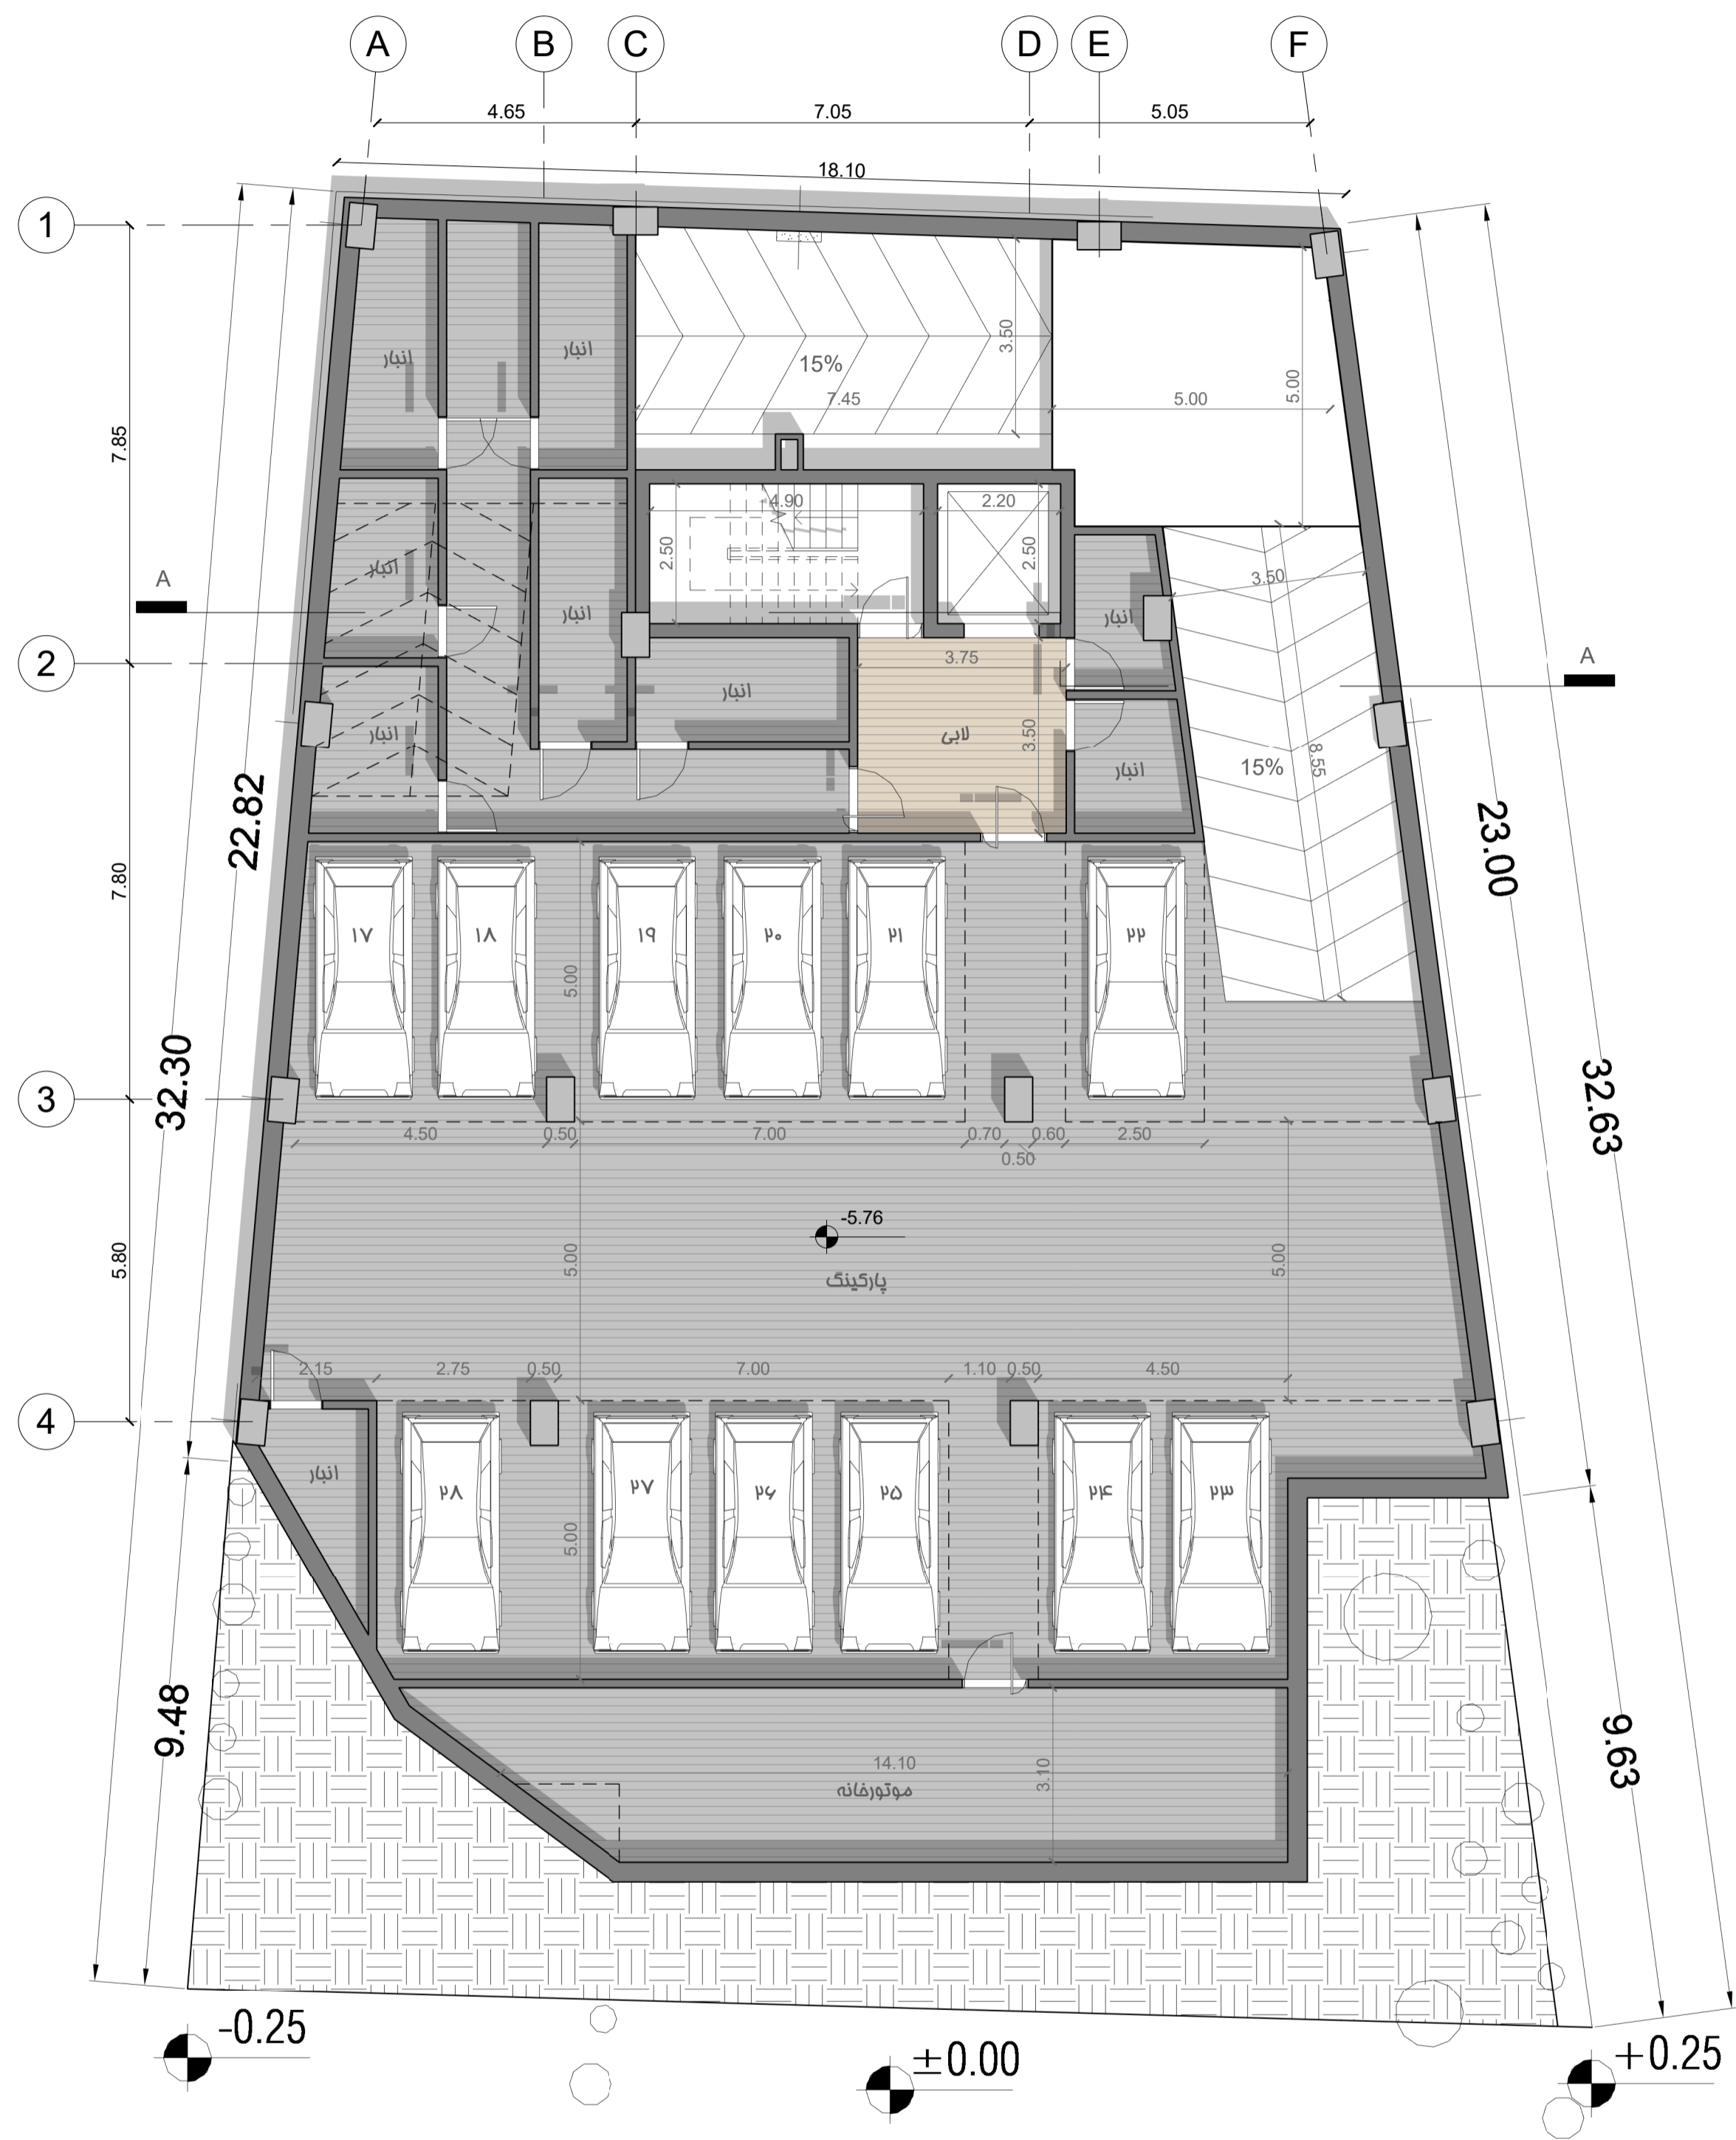 A B C D E F
4.65 7.05 5.05
18.10
1
انبار
انبار
15%
3.50
7.45
5.00
5.00
7.85
4.90
2.20
2.50
2.50
انبار
انبار
انبار
3.50
A
2
3.75
A
انبار
انبار
لابی
3.50
انبار
15%
8.55
22.82
23.00
7.80
۱۷ ۱۸ ۱۹ ۲۰ ۲۱ ۲۲
5.00
3
32.30
32.63
4.50 0.50 7.00 0.70 0.60 2.50
0.50
-5.76
پارکینگ
5.80
5.00
5.00
2.15 2.75 0.50 7.00 1.10 0.50 4.50
4
انبار
۲۸ ۲۷ ۲۶ ۲۵ ۲۴ ۲۳
5.00
9.48
9.63
14.10
3.10
موتورخانه
-0.25
±0.00
+0.25